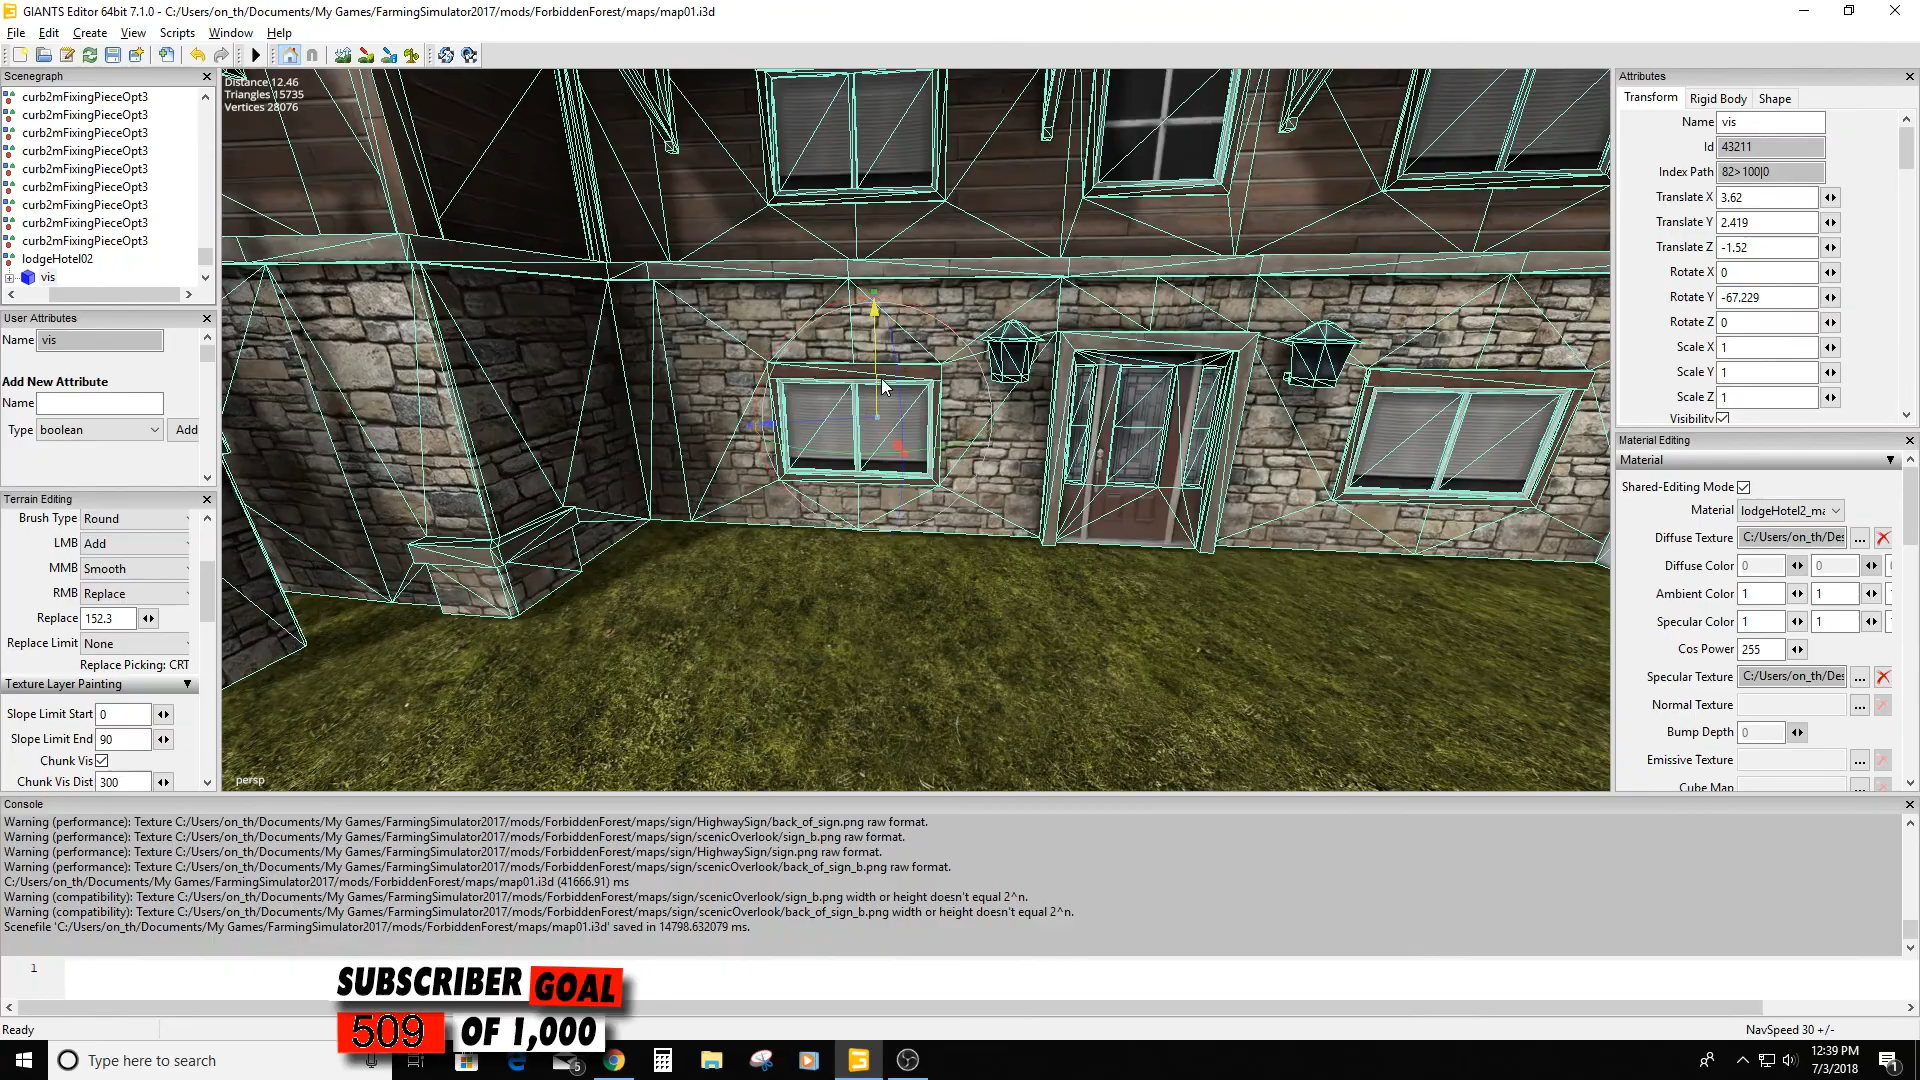 GIANTS Editor 64bit 7.1.0 - C:/Users/on_th/Documents/My Games/FarmingSimulator2017/mods/ForbiddenForest/maps/map01.i3d
File Edit Create View Scripts Window Help
Scenegraph
curb2mFixingPieceOpt3
curb2mFixingPieceOpt3
curb2mFixingPieceOpt3
curb2mFixingPieceOpt3
curb2mFixingPieceOpt3
curb2mFixingPieceOpt3
curb2mFixingPieceOpt3
curb2mFixingPieceOpt3
curb2mFixingPieceOpt3
lodgeHotel02
vis
User Attributes
Name vis
Add New Attribute
Name
Type boolean Add
Terrain Editing
Brush Type Round
LMB Add
MMB Smooth
RMB Replace
Replace 152.3
Replace Limit None
Replace Picking: CRT
Texture Layer Painting
Slope Limit Start 0
Slope Limit End 90
Chunk Vis
Chunk Vis Dist 300
Distance 12.46
Triangles 15735
Vertices 28076
persp
Attributes
Transform Rigid Body Shape
Name vis
Id 43211
Index Path 82>100|0
Translate X 3.62
Translate Y 2.419
Translate Z -1.52
Rotate X 0
Rotate Y -67.229
Rotate Z 0
Scale X 1
Scale Y 1
Scale Z 1
Visibility
Material Editing
Material
Shared-Editing Mode
Material lodgeHotel2_ma
Diffuse Texture C:/Users/on_th/Des ...
Diffuse Color 0 0
Ambient Color 1 1
Specular Color 1 1
Cos Power 255
Specular Texture C:/Users/on_th/Des ...
Normal Texture ...
Bump Depth 0
Emissive Texture ...
Cube Map
Console
Warning (performance): Texture C:/Users/on_th/Documents/My Games/FarmingSimulator2017/mods/ForbiddenForest/maps/sign/HighwaySign/back_of_sign.png raw format.
Warning (performance): Texture C:/Users/on_th/Documents/My Games/FarmingSimulator2017/mods/ForbiddenForest/maps/sign/scenicOverlook/sign_b.png raw format.
Warning (performance): Texture C:/Users/on_th/Documents/My Games/FarmingSimulator2017/mods/ForbiddenForest/maps/sign/HighwaySign/sign.png raw format.
Warning (performance): Texture C:/Users/on_th/Documents/My Games/FarmingSimulator2017/mods/ForbiddenForest/maps/sign/scenicOverlook/back_of_sign_b.png raw format.
C:/Users/on_th/Documents/My Games/FarmingSimulator2017/mods/ForbiddenForest/maps/map01.i3d (41666.91) ms
Warning (compatibility): Texture C:/Users/on_th/Documents/My Games/FarmingSimulator2017/mods/ForbiddenForest/maps/sign/scenicOverlook/sign_b.png width or height doesn't equal 2^n.
Warning (compatibility): Texture C:/Users/on_th/Documents/My Games/FarmingSimulator2017/mods/ForbiddenForest/maps/sign/scenicOverlook/back_of_sign_b.png width or height doesn't equal 2^n.
Scenefile 'C:/Users/on_th/Documents/My Games/FarmingSimulator2017/mods/ForbiddenForest/maps/map01.i3d' saved in 14798.632079 ms.
1
SUBSCRIBER GOAL
509 OF 1,000
Ready
NavSpeed 30 +/-
Type here to search
5
12:39 PM
7/3/2018
1